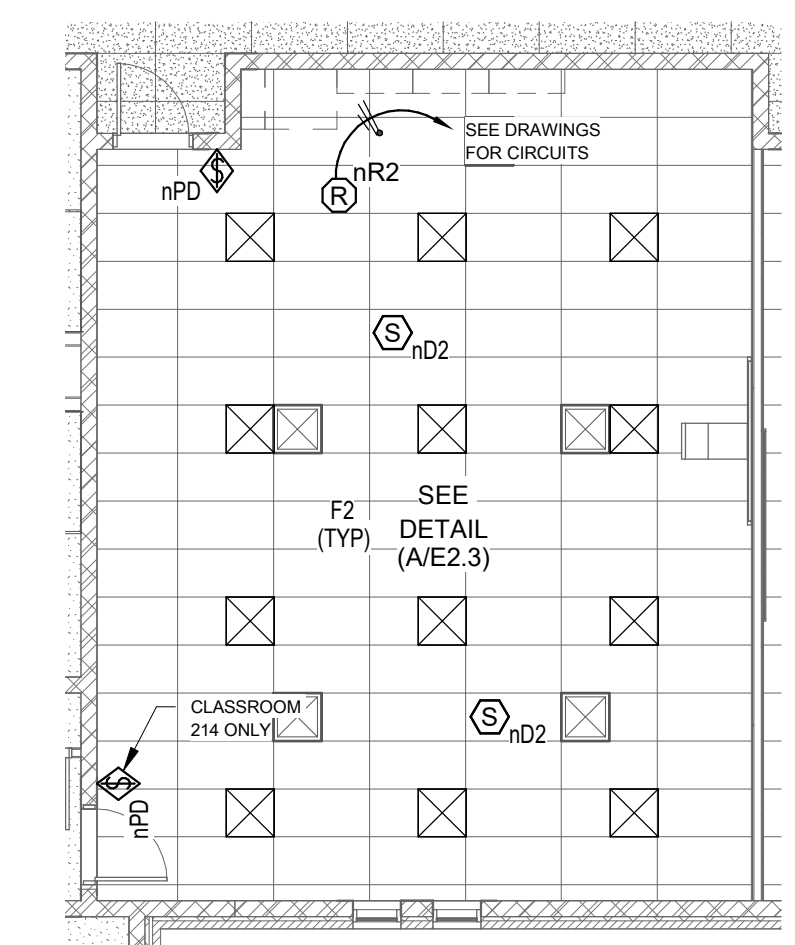 SEE DRAWINGS
FOR CIRCUITS
nPD
$
nR2
R
S
nD2
F2
(TYP)
SEE
DETAIL
(A/E2.3)
CLASSROOM
214 ONLY
S
nD2
$
nPD